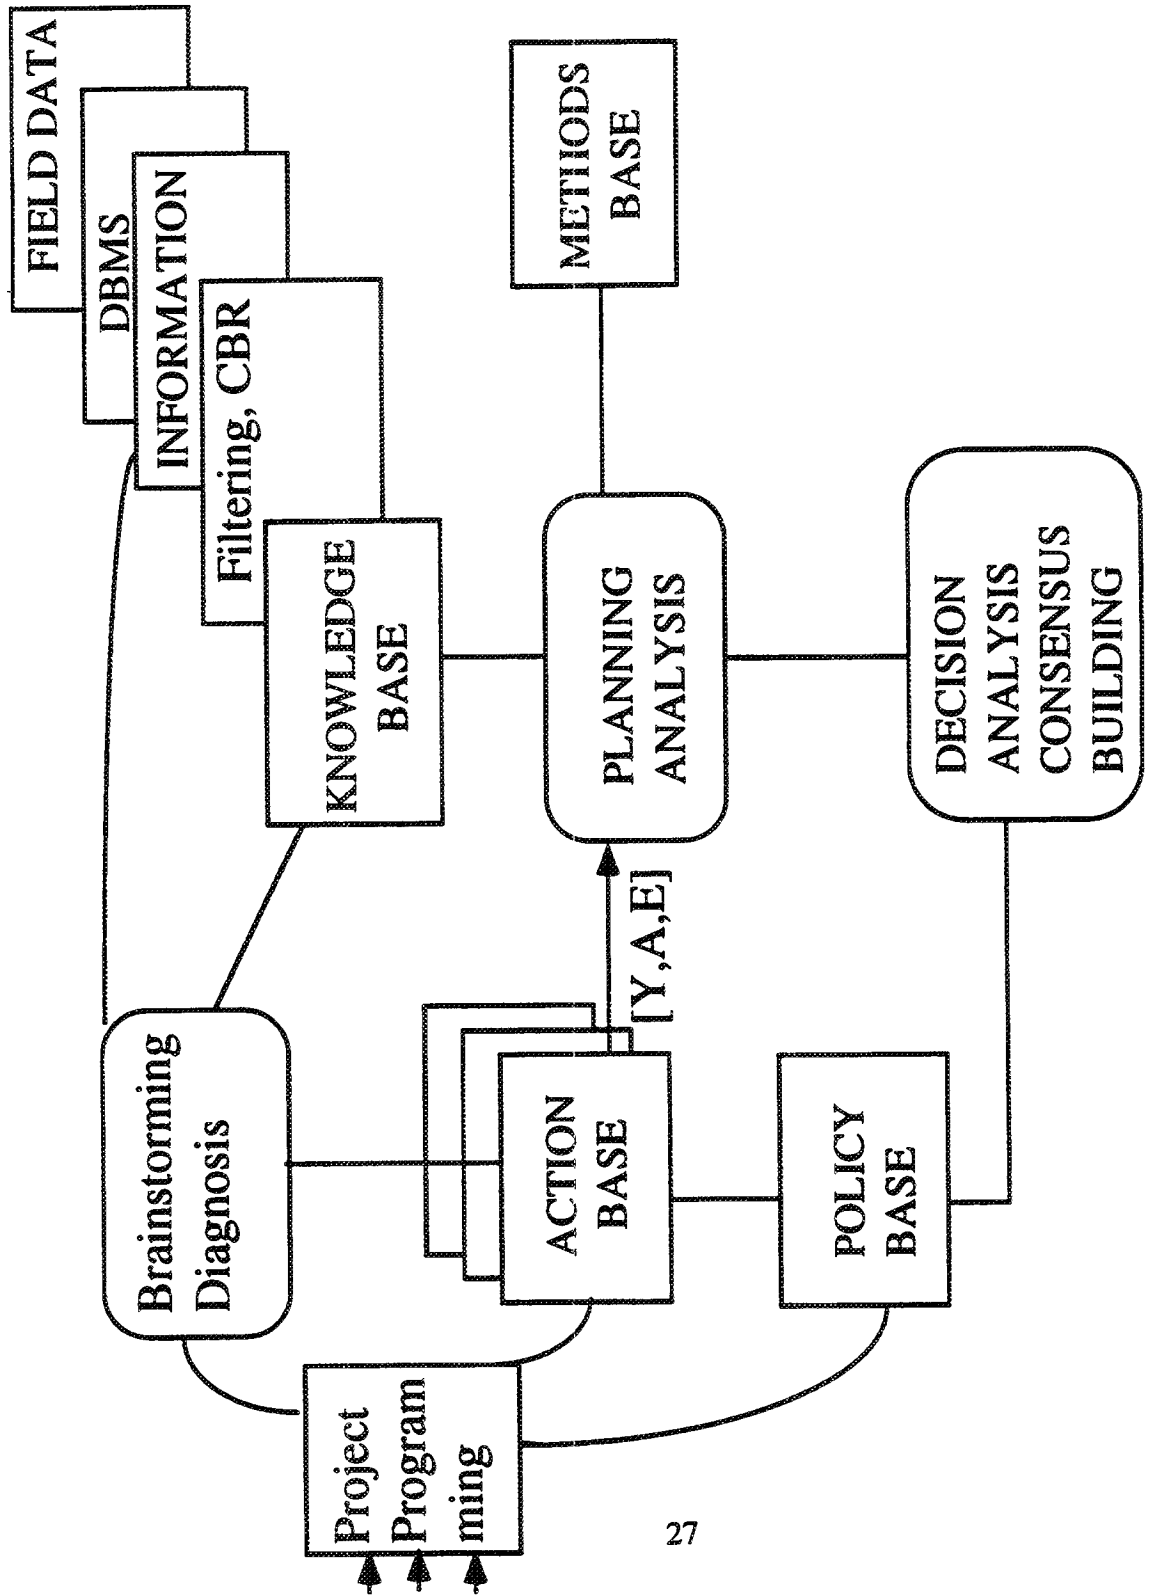 FIELD DATA
DBMS
INFORMATION
Filtering, CBR
KNOWLEDGE
BASE
Brainstorming
Diagnosis
Project
Program
ming
ACTION
BASE
[Y,A,E]
PLANNING
ANALYSIS
METHODS
BASE
POLICY
BASE
DECISION
ANALYSIS
CONSENSUS
BUILDING
27